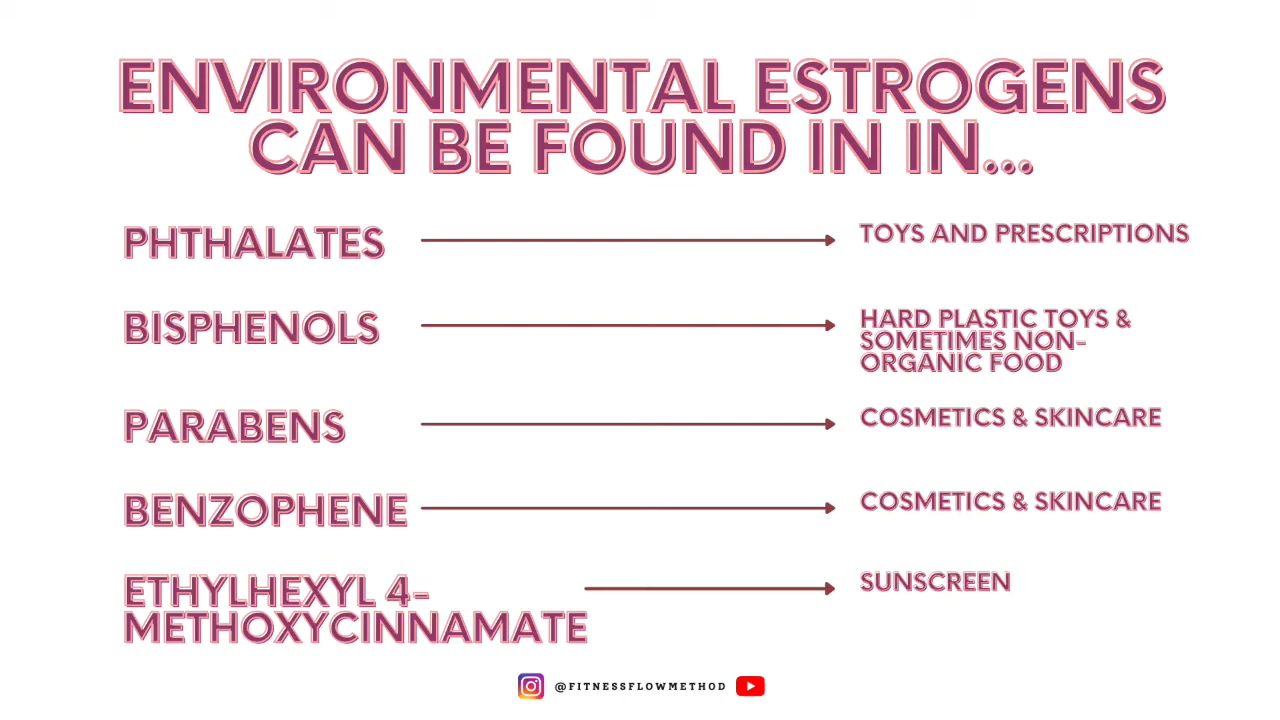 ENVIRONMENTAL ESTROGENS
CAN BE FOUND IN IN...
PHTHALATES
TOYS AND PRESCRIPTIONS
BISPHENOLS
HARD PLASTIC TOYS &
SOMETIMES NON-
ORGANIC FOOD
PARABENS
COSMETICS & SKINCARE
BENZOPHENE
COSMETICS & SKINCARE
ETHYLHEXYL 4-
METHOXYCINNAMATE
SUNSCREEN
@FITNESSFLOWMETHOD